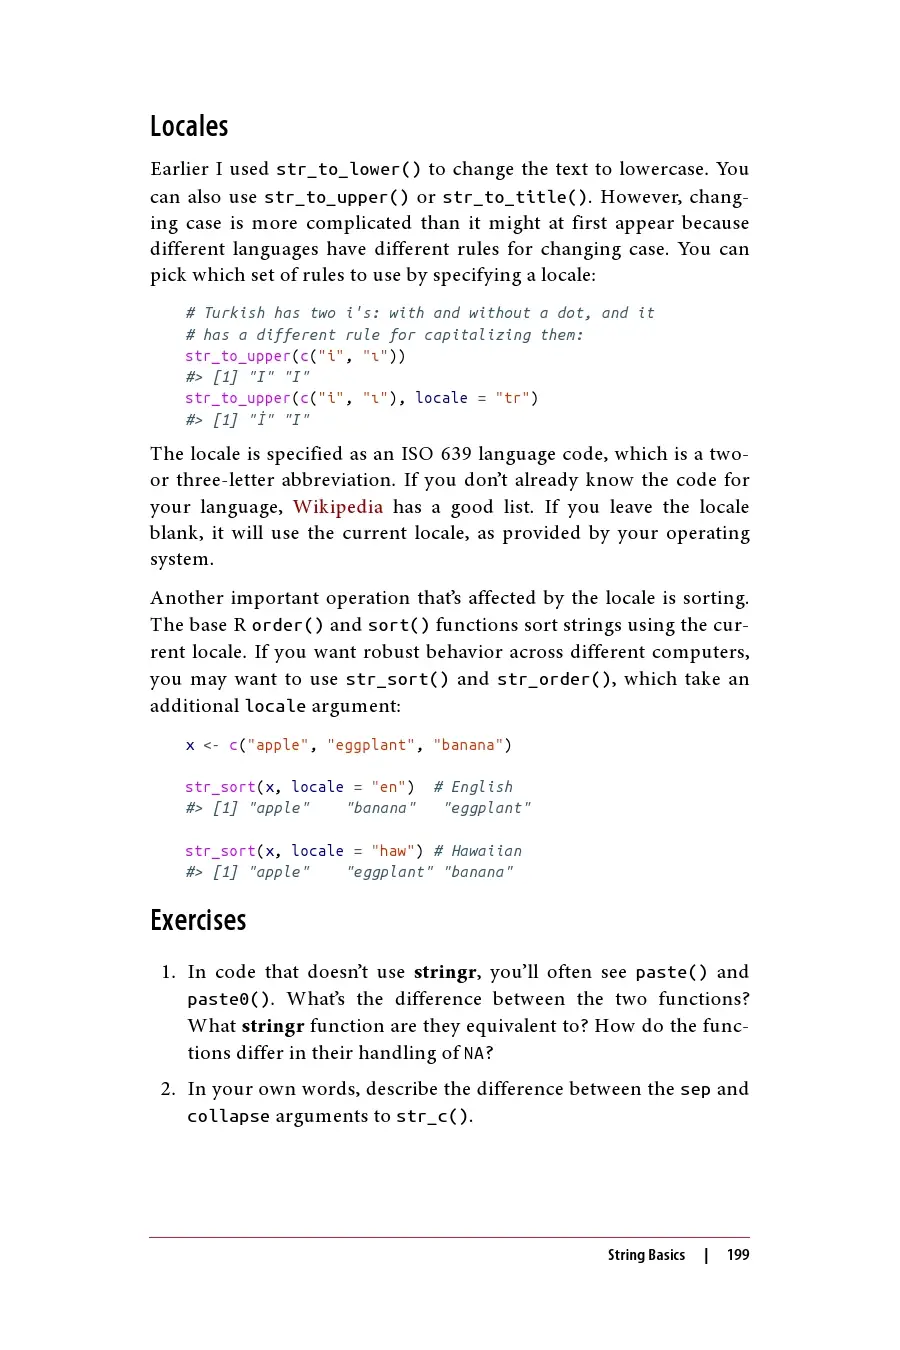 Locales
Earlier I used str_to_lower() to change the text to lowercase. You
can also use str_to_upper() or str_to_title(). However, chang-
ing case is more complicated than it might at first appear because
different languages have different rules for changing case. You can
pick which set of rules to use by specifying a locale:
# Turkish has two i's: with and without a dot, and it
# has a different rule for capitalizing them:
str_to_upper(c("i", "ı"))
#> [1] "I" "I"
str_to_upper(c("i", "ı"), locale = "tr")
#> [1] "İ" "I"
The locale is specified as an ISO 639 language code, which is a two-
or three-letter abbreviation. If you don’t already know the code for
your language, Wikipedia has a good list. If you leave the locale
blank, it will use the current locale, as provided by your operating
system.
Another important operation that’s affected by the locale is sorting.
The base R order() and sort() functions sort strings using the cur-
rent locale. If you want robust behavior across different computers,
you may want to use str_sort() and str_order(), which take an
additional locale argument:
x <- c("apple", "eggplant", "banana")
str_sort(x, locale = "en")  # English
#> [1] "apple"    "banana"   "eggplant"
str_sort(x, locale = "haw") # Hawaiian
#> [1] "apple"    "eggplant" "banana"
Exercises
1. In code that doesn’t use stringr, you’ll often see paste() and
paste0(). What’s the difference between the two functions?
What stringr function are they equivalent to? How do the func-
tions differ in their handling of NA?
2. In your own words, describe the difference between the sep and
collapse arguments to str_c().
String Basics | 199